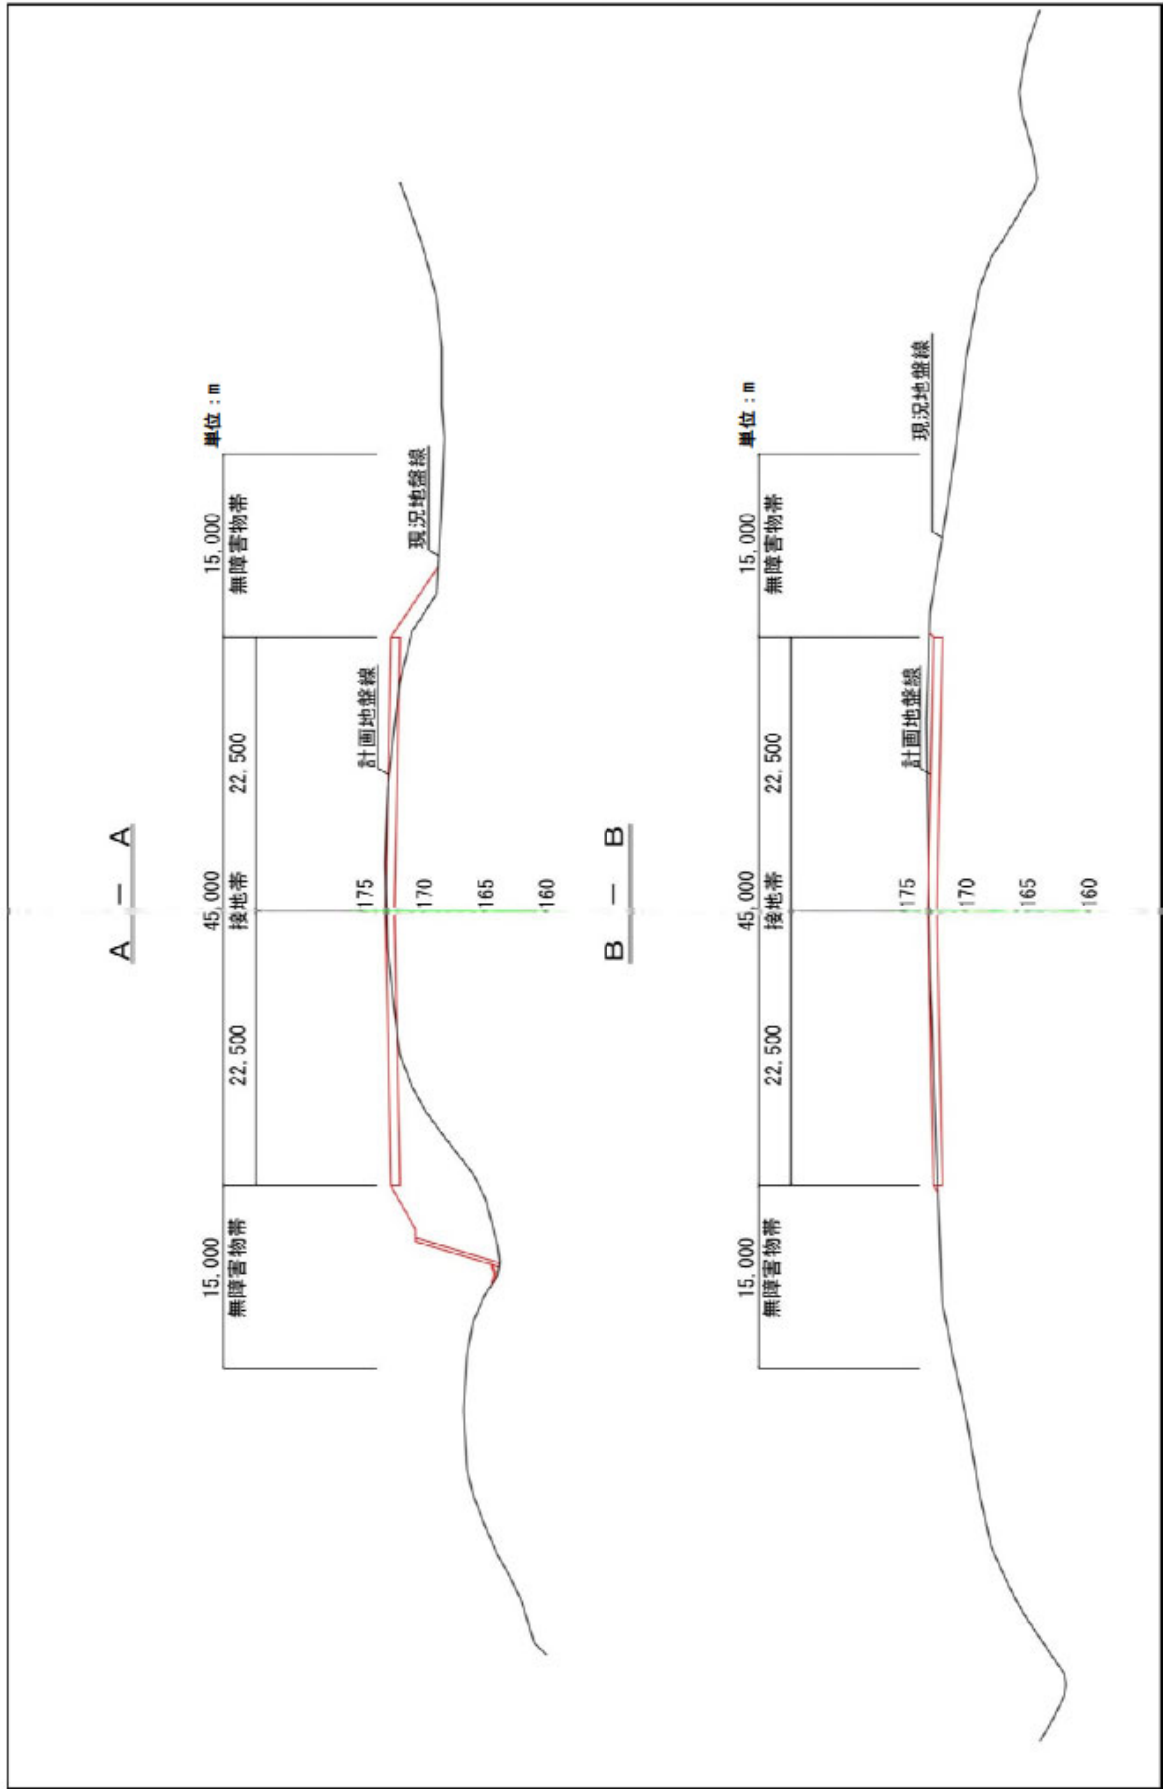 A － A
単位：m
15,000 45,000 15,000
無障害物帯 接地帯 無障害物帯
22.500 22.500
計画地盤線
現況地盤線
175
170
165
160
B － B
単位：m
15,000 45,000 15,000
無障害物帯 接地帯 無障害物帯
22.500 22.500
計画地盤線
現況地盤線
175
170
165
160